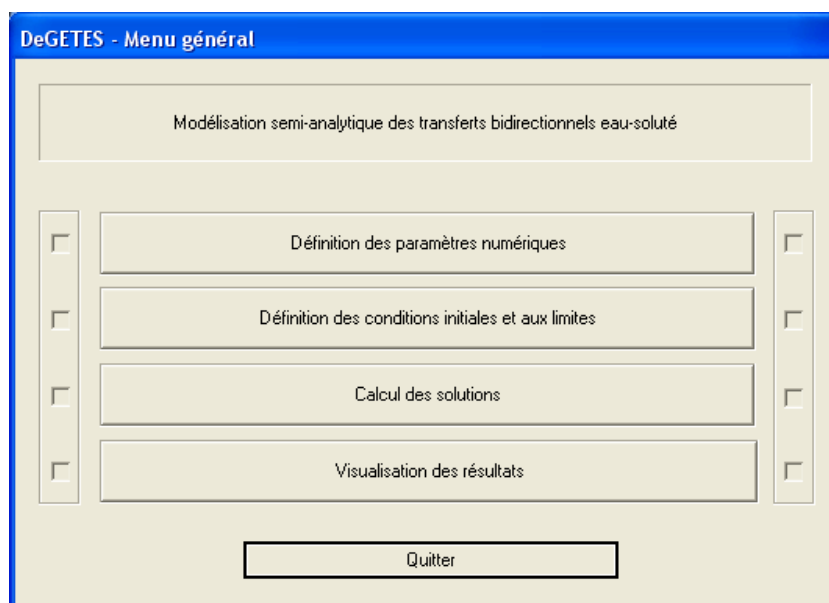 DeGETES - Menu général
Modélisation semi-analytique des transferts bidirectionnels eau-soluté
Définition des paramètres numériques
Définition des conditions initiales et aux limites
Calcul des solutions
Visualisation des résultats
Quitter